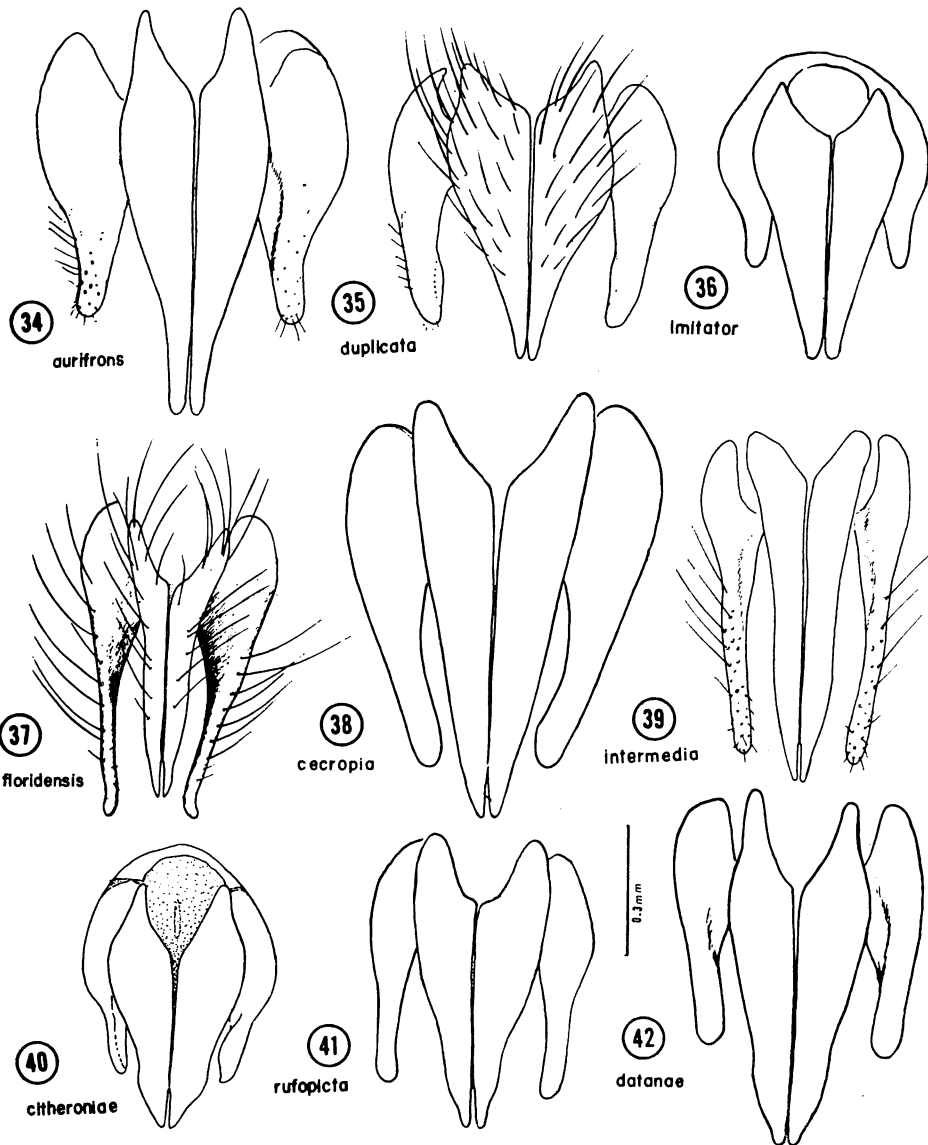 34
aurifrons
35
duplicata
36
imitator
37
floridensis
38
cecropia
39
intermedia
0.3mm
40
citheroniae
41
rufopicta
42
datanae